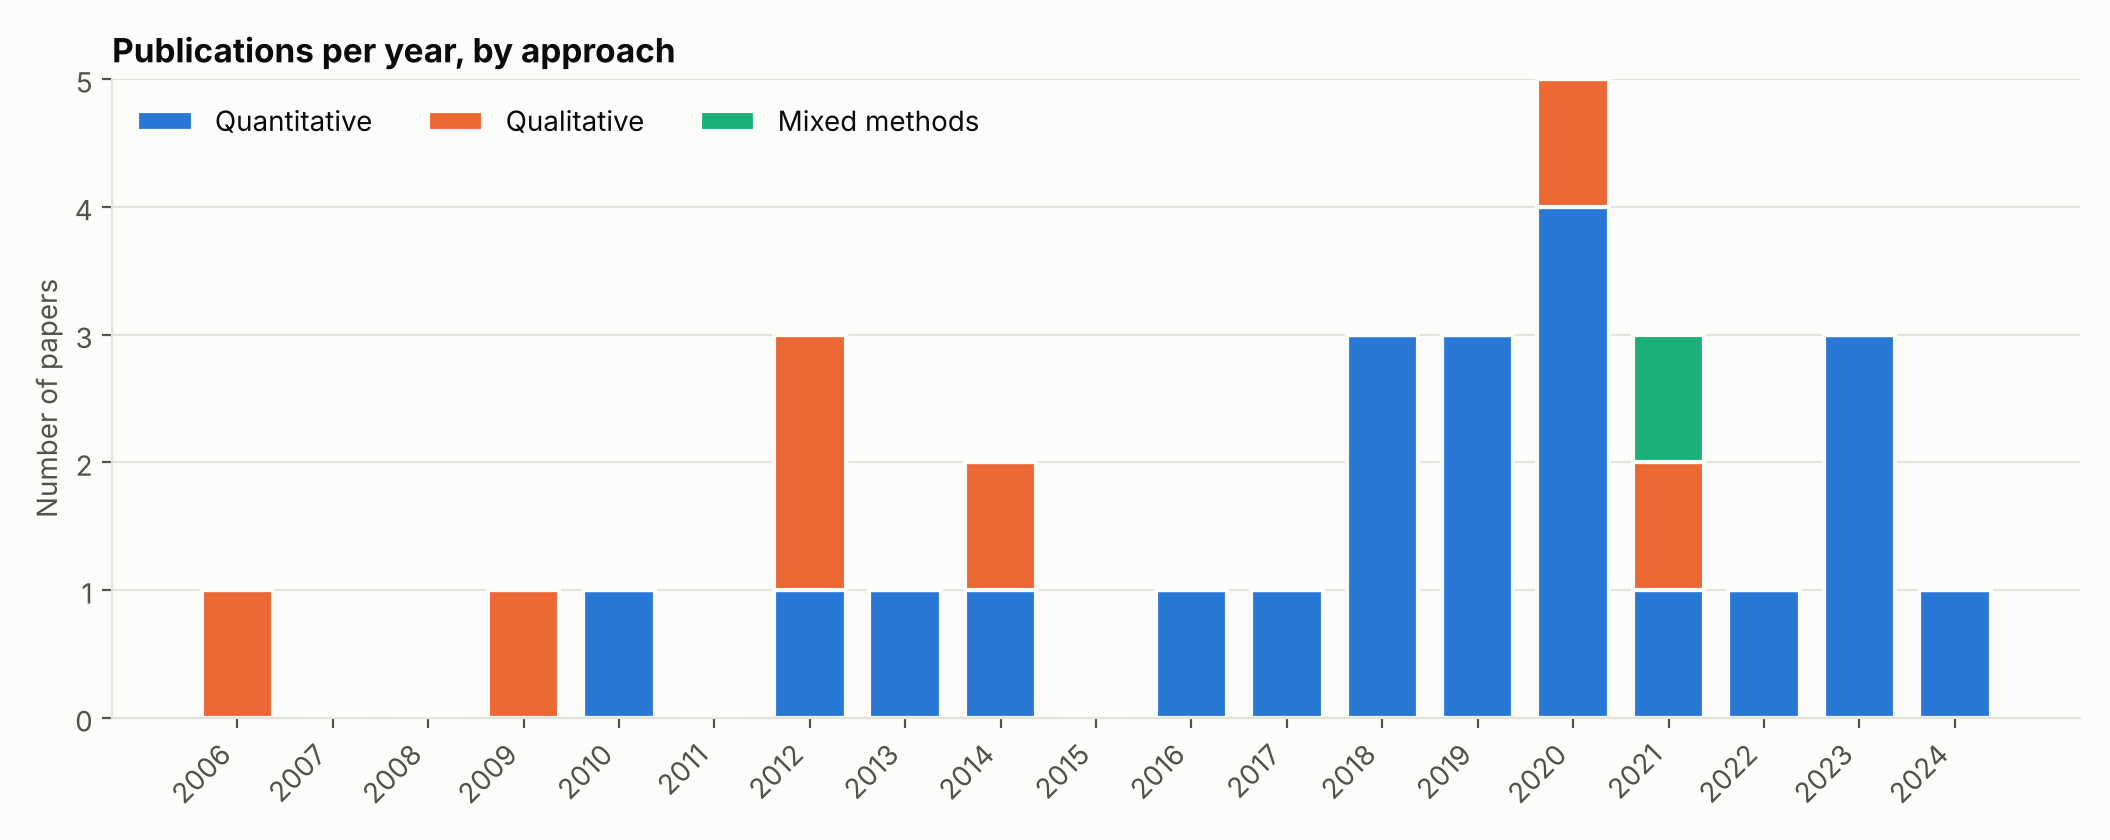 Publications per year, by approach
Quantitative Qualitative Mixed methods
Number of papers
5
4
3
2
1
0
2006 2007 2008 2009 2010 2011 2012 2013 2014 2015 2016 2017 2018 2019 2020 2021 2022 2023 2024